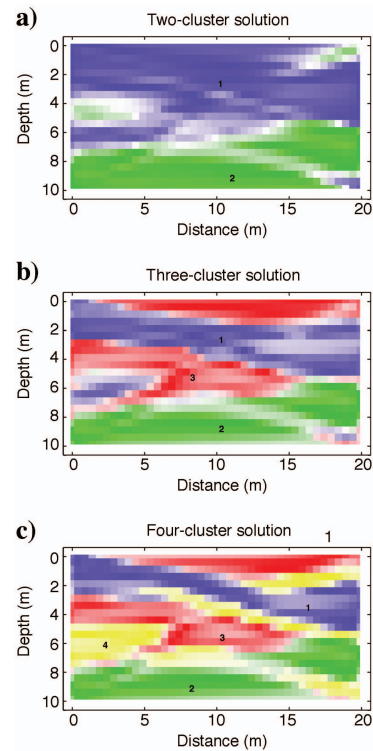 a)
Two-cluster solution
0
2
4
6
8
10
Depth (m)
1
2
0 5 10 15 20
Distance (m)
b)
Three-cluster solution
0
2
4
6
8
10
Depth (m)
1
3
2
0 5 10 15 20
Distance (m)
c)
Four-cluster solution 1
0
2
4
6
8
10
Depth (m)
1
3
4
2
0 5 10 15 20
Distance (m)